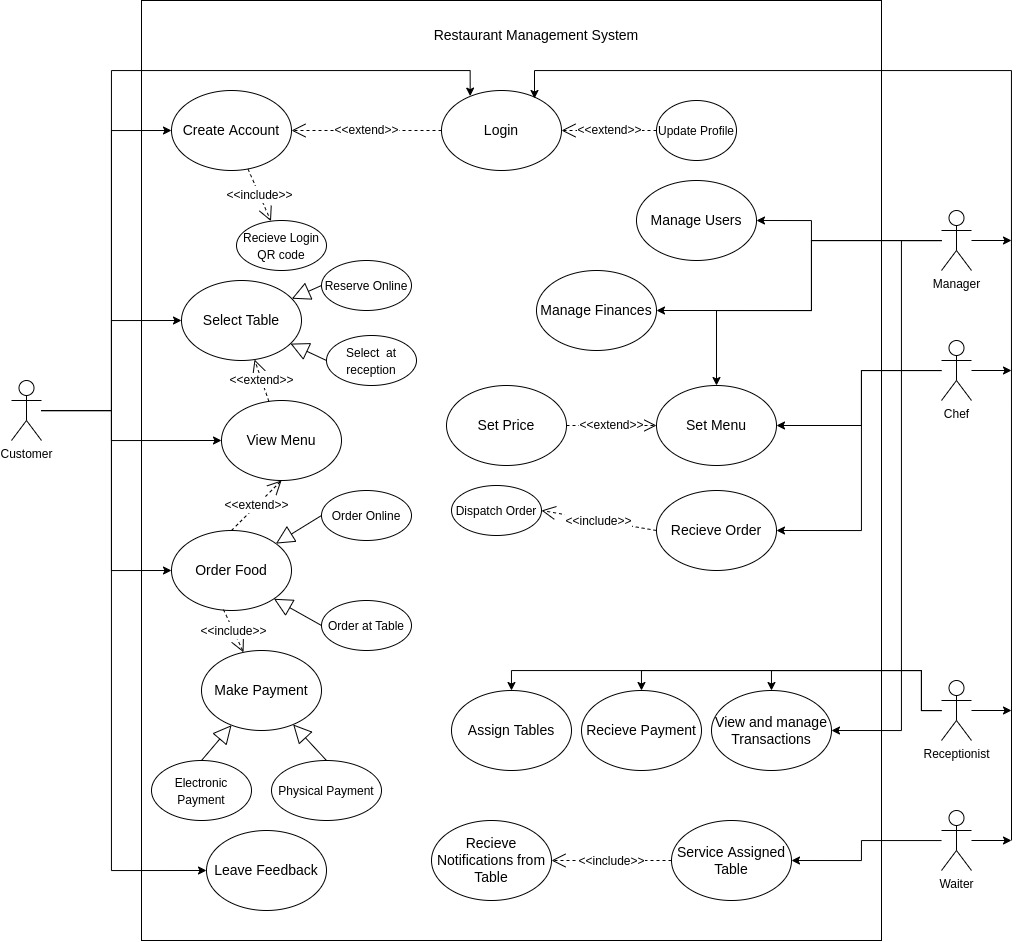 Restaurant Management System
Create Account
<<extend>>
Login
<<extend>>
Update Profile
<<include>>
Recieve Login
QR code
Manage Users
Manager
Reserve Online
Select Table
Manage Finances
Select  at
reception
<<extend>>
Customer
View Menu
Set Price
<<extend>>
Set Menu
Chef
<<extend>>
Order Online
Dispatch Order
<<include>>
Recieve Order
Order Food
Order at Table
<<include>>
Make Payment
Assign Tables
Recieve Payment
View and manage
Transactions
Receptionist
Electronic
Payment
Physical Payment
Leave Feedback
Recieve
Notifications from
Table
<<include>>
Service Assigned
Table
Waiter